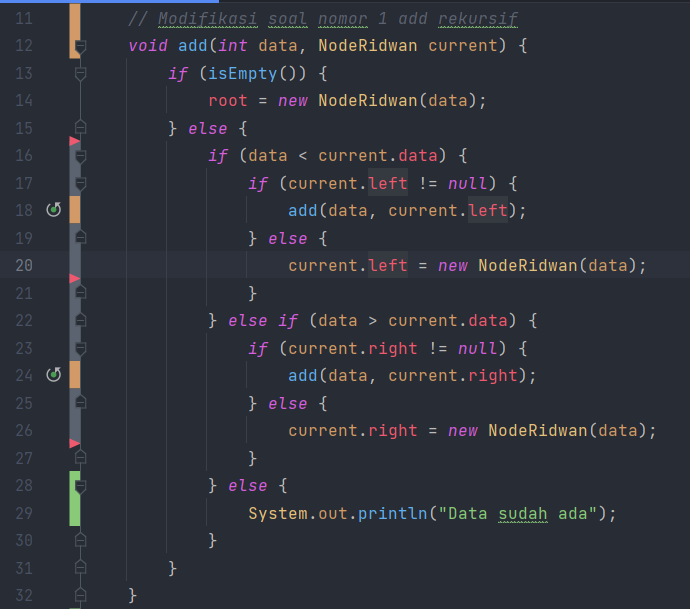 11 // Modifikasi soal nomor 1 add rekursif
12 void add(int data, NodeRidwan current) {
13 if (isEmpty()) {
14 root = new NodeRidwan(data);
15 } else {
16 if (data < current.data) {
17 if (current.left != null) {
18 add(data, current.left);
19 } else {
20 current.left = new NodeRidwan(data);
21 }
22 } else if (data > current.data) {
23 if (current.right != null) {
24 add(data, current.right);
25 } else {
26 current.right = new NodeRidwan(data);
27 }
28 } else {
29 System.out.println("Data sudah ada");
30 }
31 }
32 }